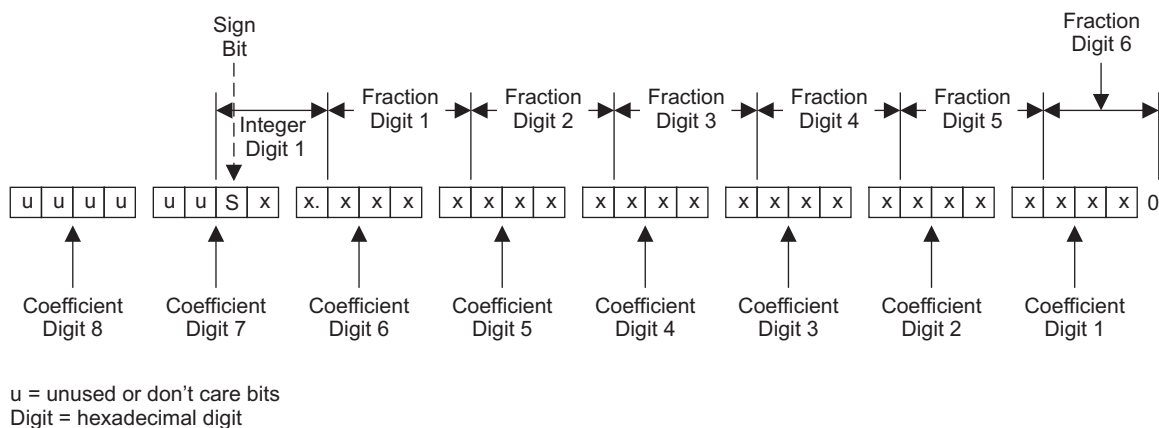 Sign
Bit
Fraction
Digit 6
Integer
Digit 1
Fraction
Digit 1
Fraction
Digit 2
Fraction
Digit 3
Fraction
Digit 4
Fraction
Digit 5
u u u u u u S x x. x x x x x x x x x x x x x x x x x x x x x x x 0
Coefficient
Digit 8
Coefficient
Digit 7
Coefficient
Digit 6
Coefficient
Digit 5
Coefficient
Digit 4
Coefficient
Digit 3
Coefficient
Digit 2
Coefficient
Digit 1
u = unused or don’t care bits
Digit = hexadecimal digit